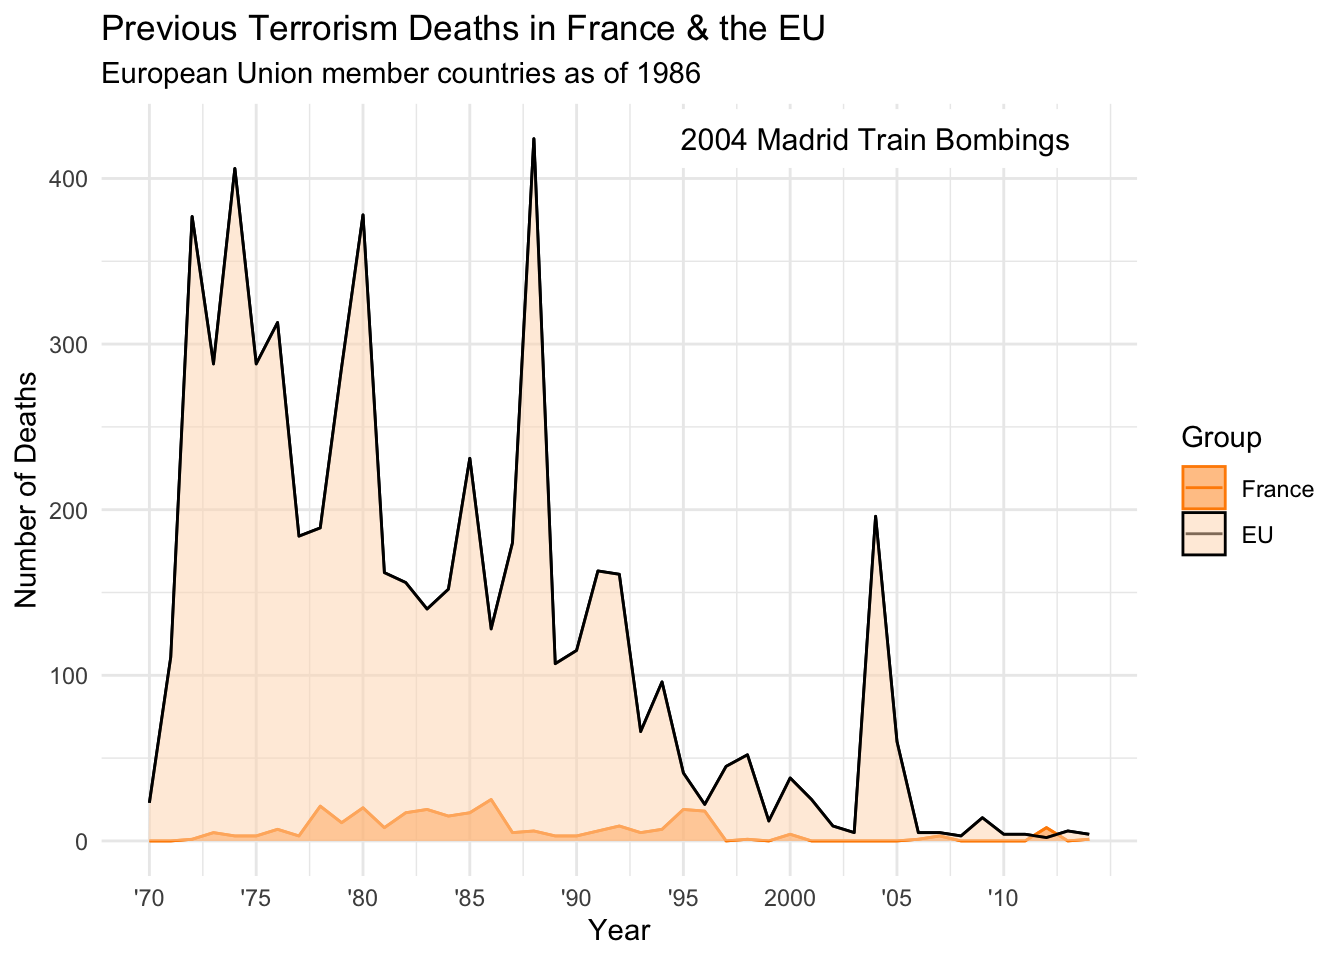 Previous Terrorism Deaths in France & the EU
European Union member countries as of 1986
2004 Madrid Train Bombings
Number of Deaths
400
300
200
100
0
'70 '75 '80 '85 '90 '95 2000 '05 '10
Year
Group
France
EU